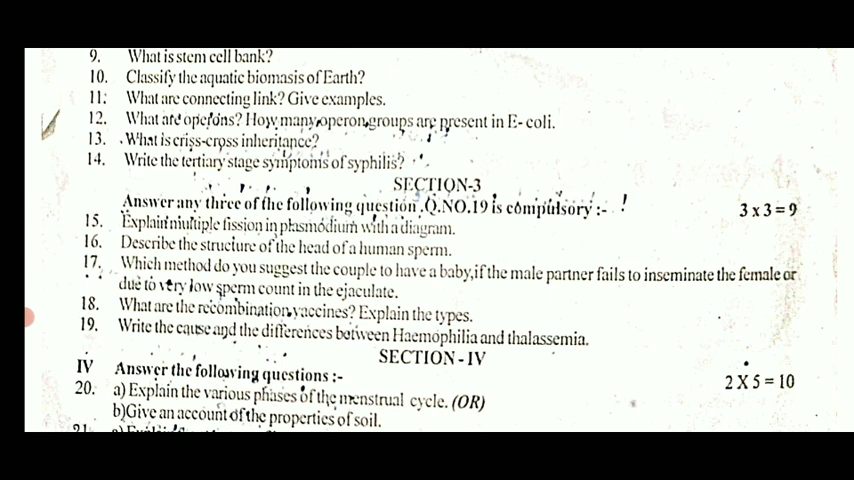 9. What is stem cell bank?
10. Classify the aquatic biomasis of Earth?
11: What are connecting link? Give examples.
12. What are operons? How many operon groups are present in E- coli.
13. What is criss-cross inheritance?
14. Write the tertiary stage symptoms of syphilis?
SECTION-3
Answer any three of the following question .Q.NO.19 is compulsory :- 3 x 3 = 9
15. Explain multiple fission in plasmodium with a diagram.
16. Describe the structure of the head of a human sperm.
17. Which method do you suggest the couple to have a baby,if the male partner fails to inseminate the female or
due to very low sperm count in the ejaculate.
18. What are the recombination vaccines? Explain the types.
19. Write the cause and the differences between Haemophilia and thalassemia.
SECTION - IV
IV Answer the following questions :- 2 X 5 = 10
20. a) Explain the various phases of the menstrual cycle. (OR)
b)Give an account of the properties of soil.
21. a) Explain